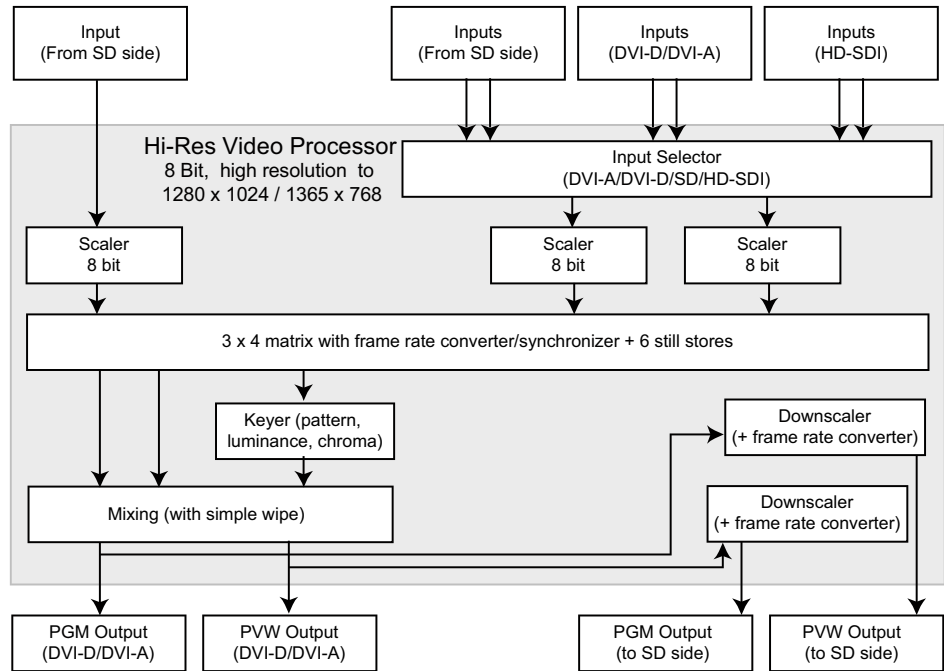 Input
(From SD side)
Inputs
(From SD side)
Inputs
(DVI-D/DVI-A)
Inputs
(HD-SDI)
Hi-Res Video Processor
8 Bit, high resolution to
1280 x 1024 / 1365 x 768
Input Selector
(DVI-A/DVI-D/SD/HD-SDI)
Scaler
8 bit
Scaler
8 bit
Scaler
8 bit
3 x 4 matrix with frame rate converter/synchronizer + 6 still stores
Keyer (pattern,
luminance, chroma)
Downscaler
(+ frame rate converter)
Mixing (with simple wipe)
Downscaler
(+ frame rate converter)
PGM Output
(DVI-D/DVI-A)
PVW Output
(DVI-D/DVI-A)
PGM Output
(to SD side)
PVW Output
(to SD side)